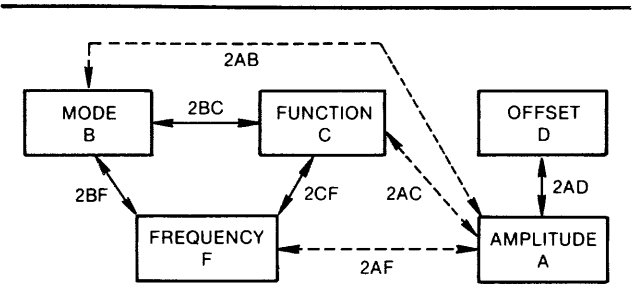 2AB
MODE
B
2BC
FUNCTION
C
OFFSET
D
2BF
2CF
2AC
2AD
FREQUENCY
F
2AF
AMPLITUDE
A